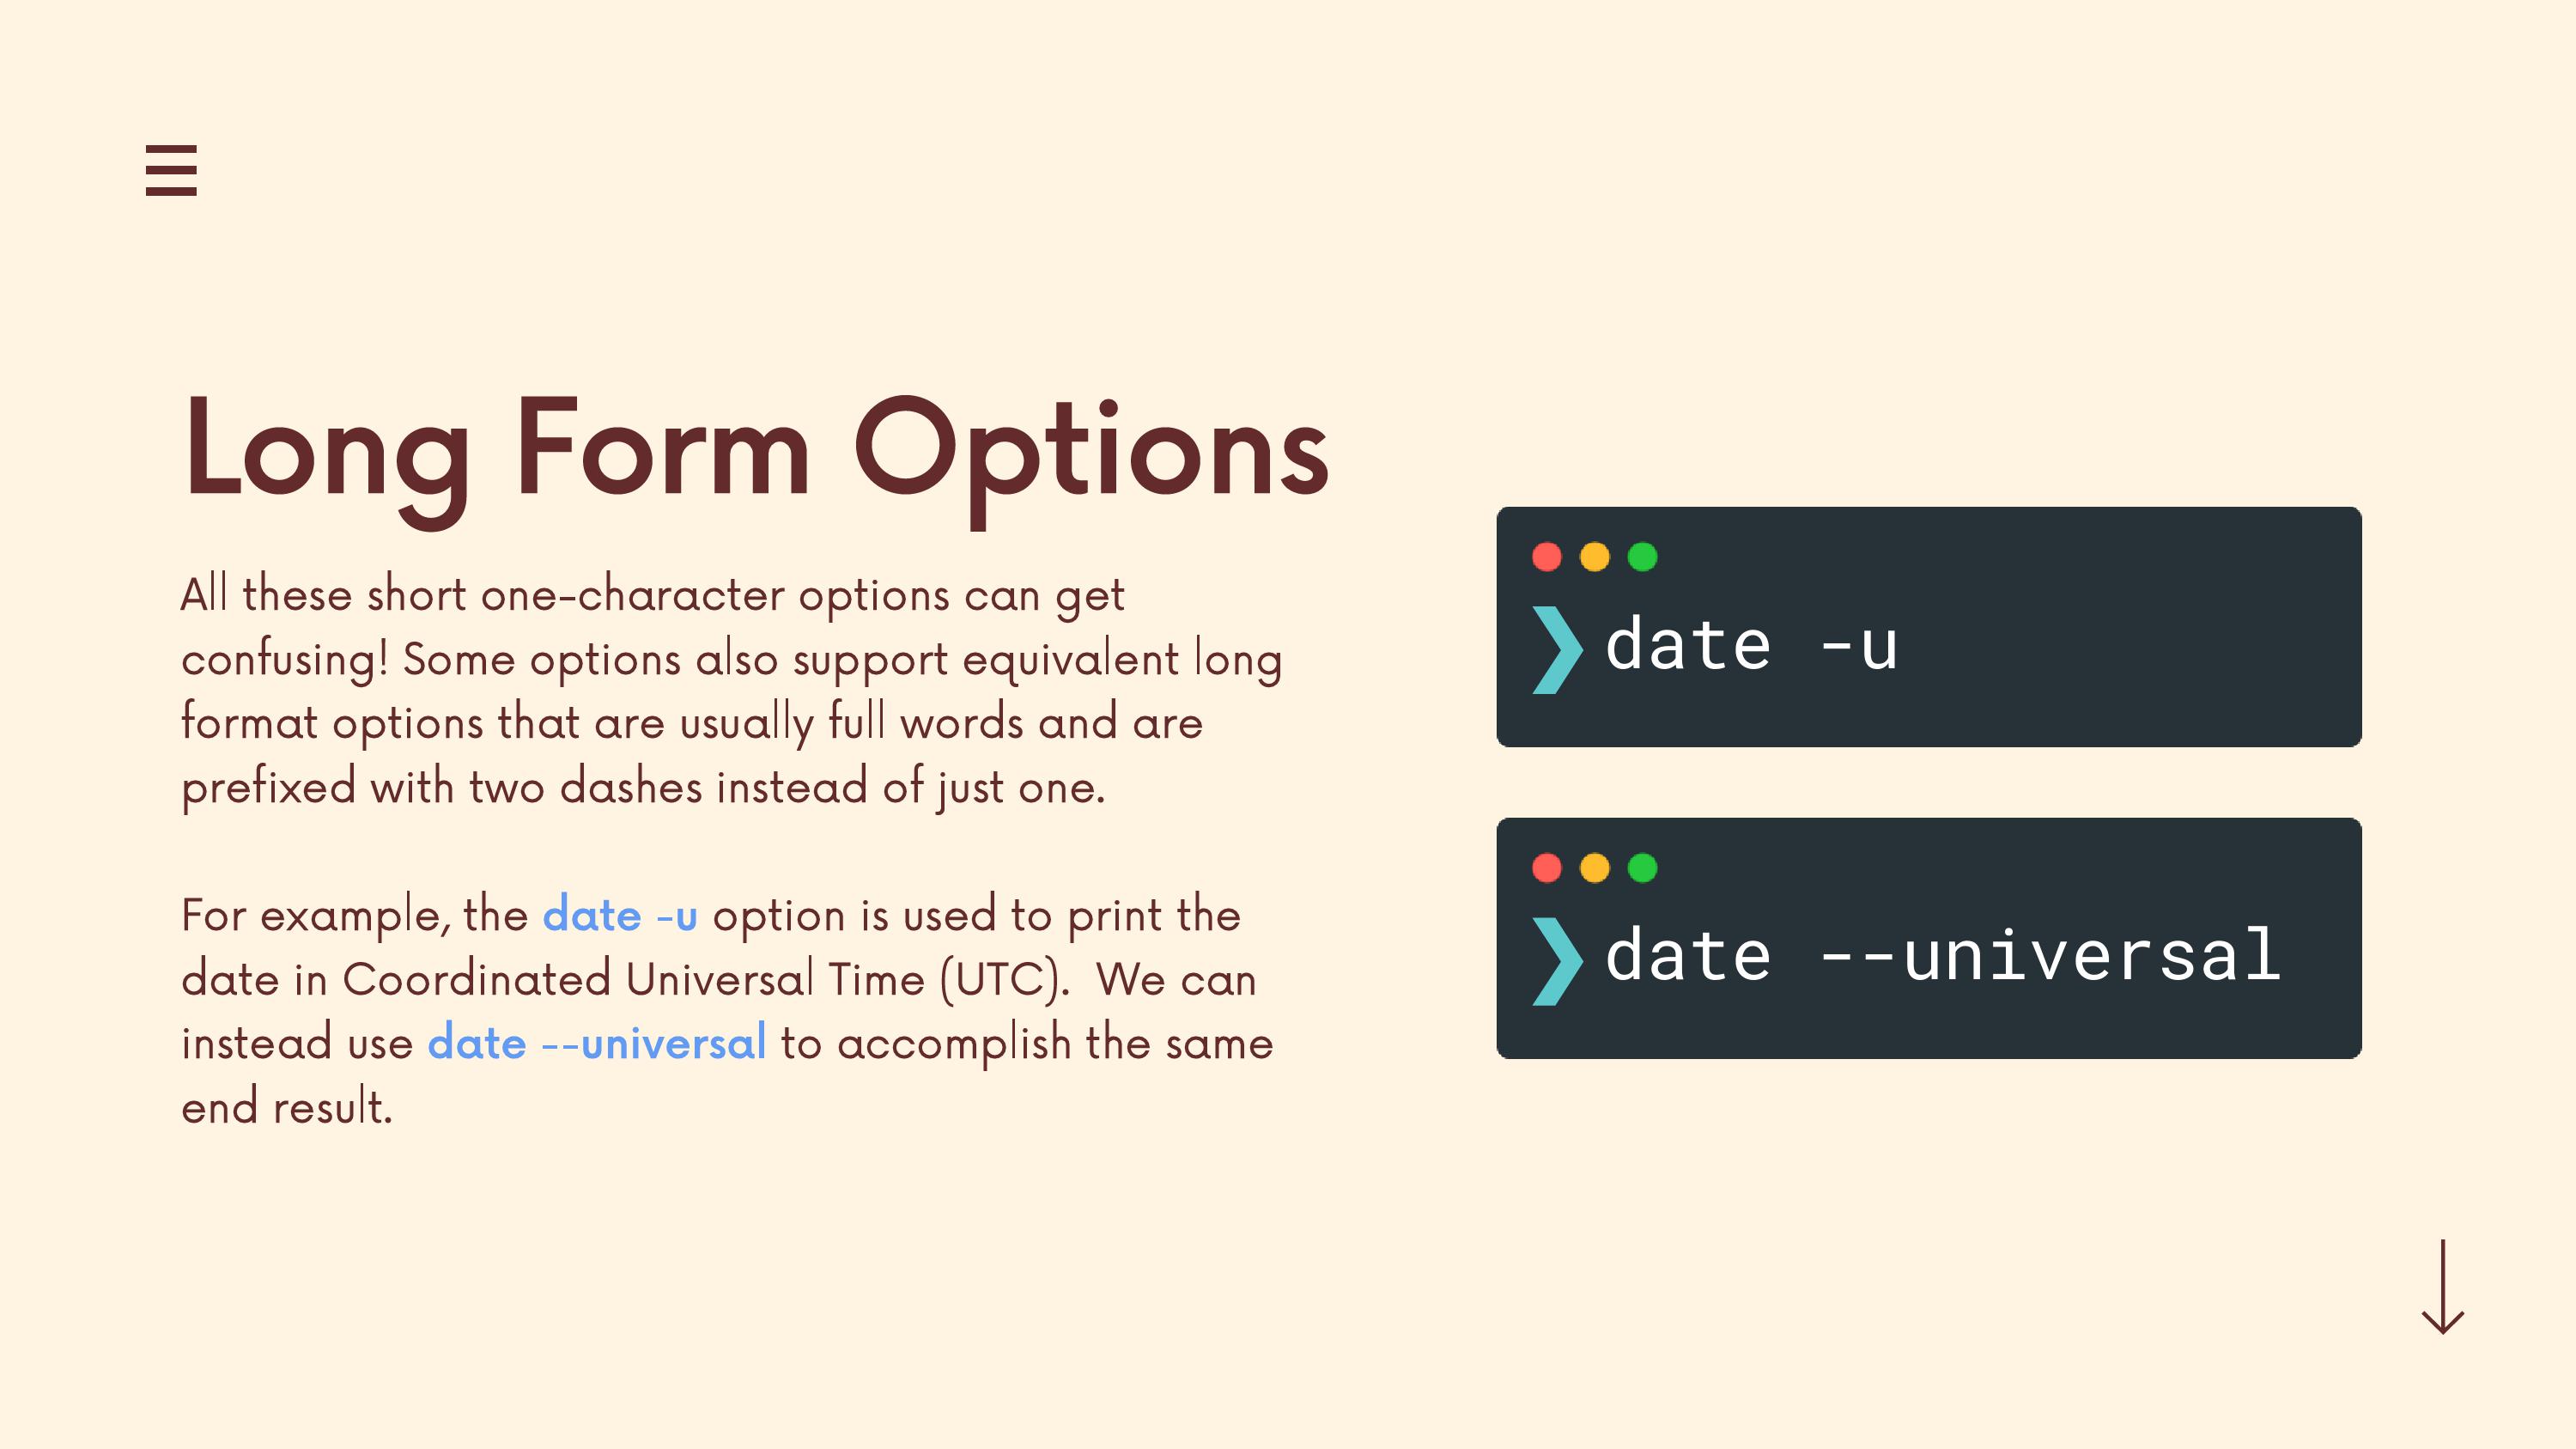 Long Form Options
All these short one-character options can get
confusing! Some options also support equivalent long
format options that are usually full words and are
prefixed with two dashes instead of just one.
For example, the date -u option is used to print the
date in Coordinated Universal Time (UTC).  We can
instead use date --universal to accomplish the same
end result.
❯ date -u
❯ date --universal